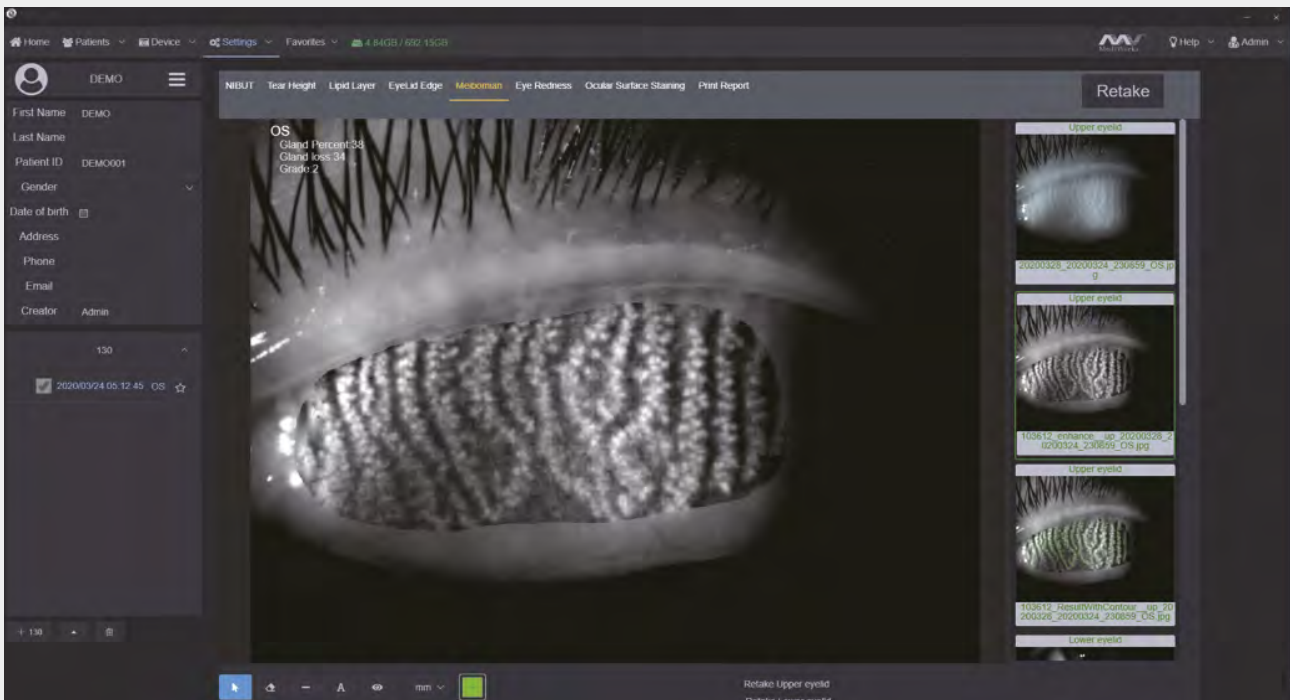 Home Patients Device Settings Favorites 4.84GB / 692.15GB MediWorks Help Admin
DEMO
First Name DEMO
Last Name
Patient ID DEMO001
Gender
Date of birth
Address
Phone
Email
Creator Admin
130
2020/03/24 05:12:45 OS
+ 130
NIBUT Tear Height Lipid Layer EyeLid Edge Meiboman Eye Redness Ocular Surface Staining Print Report
Retake
OS
Gland Percent:38
Gland loss:34
Grade:2
Upper eyelid
20200328_20200324_230859_OS.jp
g
Upper eyelid
103612_enhance__up_20200328_2
0200324_230859_OS.jpg
Upper eyelid
103612_ResultWithContour__up_20
200328_20200324_230859_OS.jpg
Lower eyelid
A mm
Retake Upper eyelid
Retake Lower eyelid